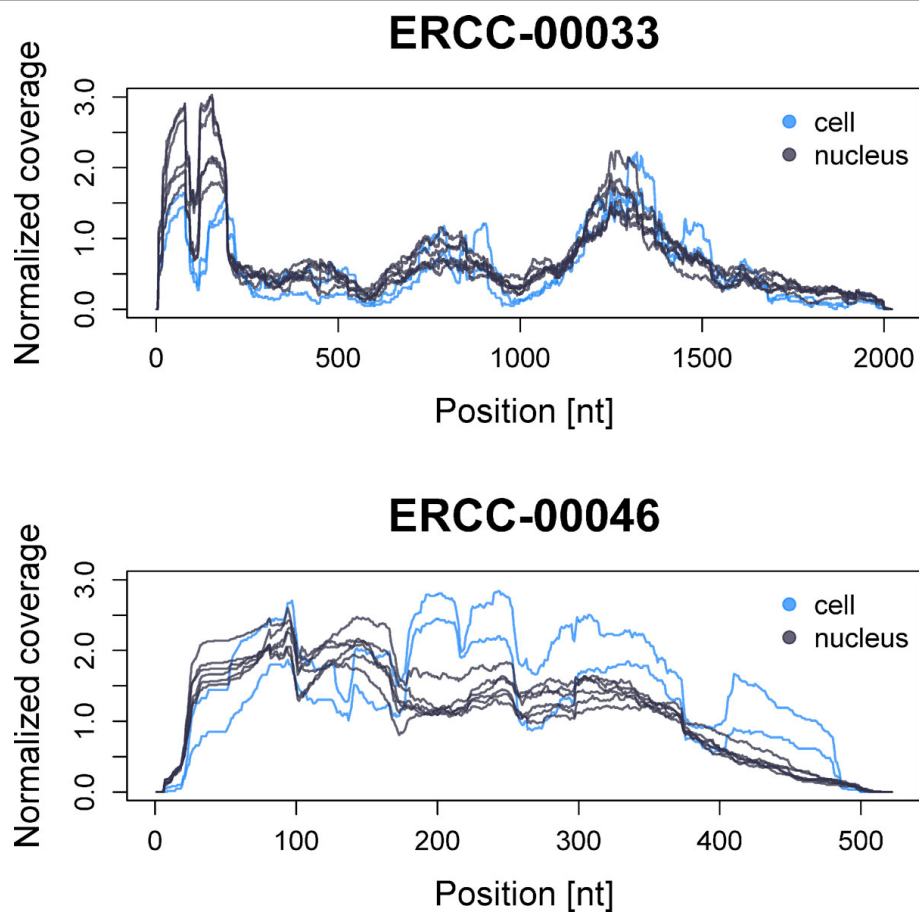 ERCC-00033
Normalized coverage
3.0
2.0
1.0
0.0
cell
nucleus
0 500 1000 1500 2000
Position [nt]
ERCC-00046
Normalized coverage
3.0
2.0
1.0
0.0
cell
nucleus
0 100 200 300 400 500
Position [nt]